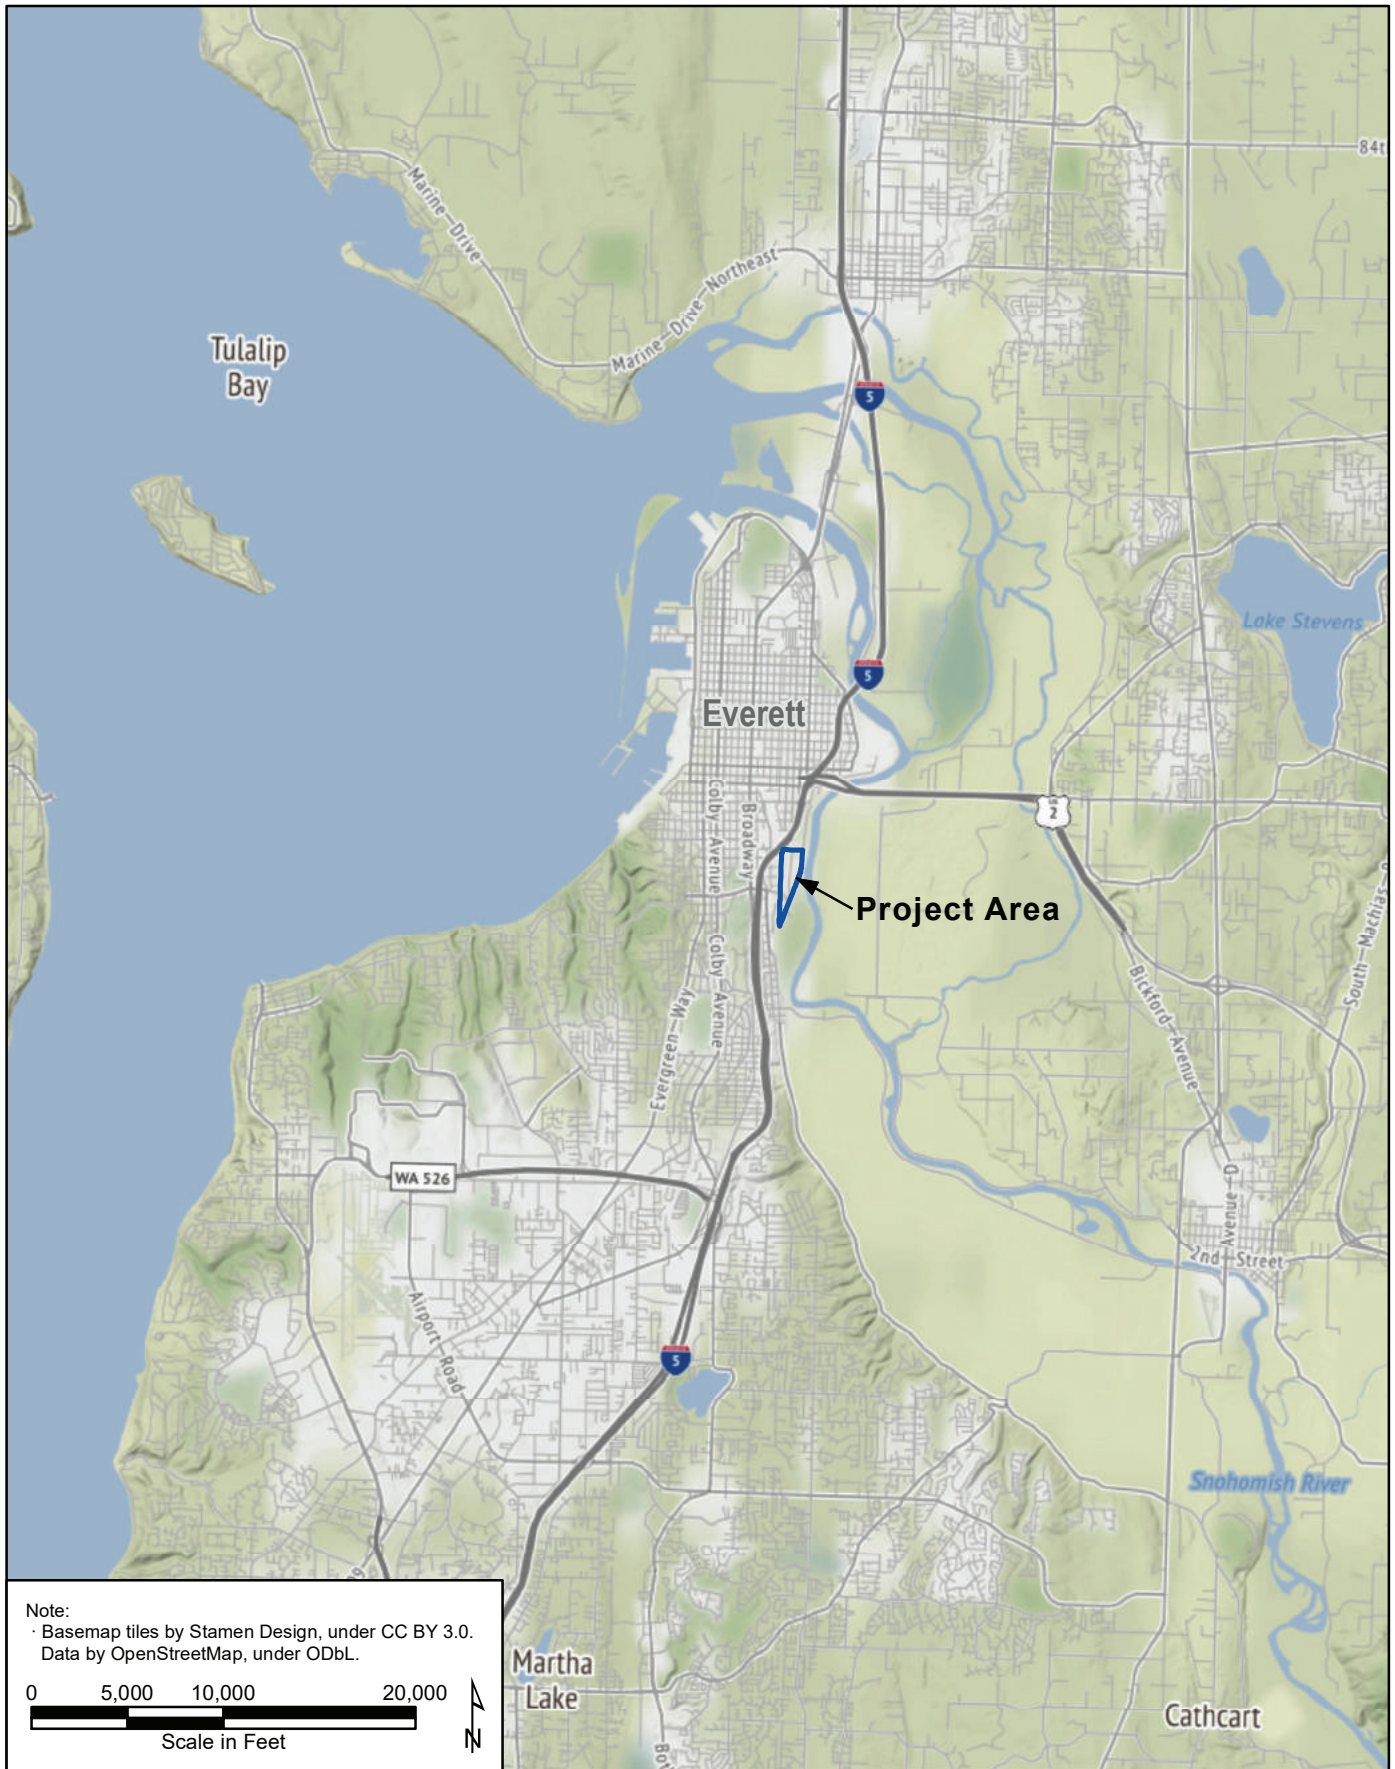 84t
Marine Drive
Marine Drive Northeast
Tulalip
Bay
5
Lake Stevens
5
Everett
2
Colby Avenue
Broadway
Project Area
South Machias
Colby Avenue
Evergreen Way
Bickford Avenue
WA 526
Avenue D
2nd Street
Airport Road
5
Snohomish River
Note:
· Basemap tiles by Stamen Design, under CC BY 3.0.
Data by OpenStreetMap, under ODbL.
0 5,000 10,000 20,000
Scale in Feet
N
Martha
Lake
Cathcart
Bot